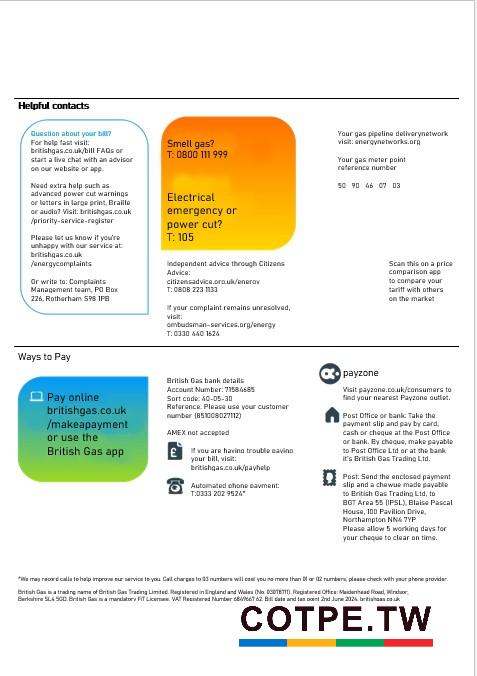 Helpful contacts
Question about your bill?
For help fast visit:
britishgas.co.uk/bill FAQs or
start a live chat with an advisor
on our website or app.
Need extra help such as
advanced power cut warnings
or letters in large print, Braille
or audio? Visit: britishgas.co.uk
/priority-service-register
Please let us know if you're
unhappy with our service at:
britishgas.co.uk
/energycomplaints
Or write to: Complaints
Management team, PO Box
226, Rotherham S98 1PB
Smell gas?
T: 0800 111 999
Electrical
emergency or
power cut?
T: 105
Independent advice through Citizens
Advice:
citizensadvice.oro.uk/enerov
T: 0808 223 1133
If your complaint remains unresolved,
visit:
ombudsman-services.org/energy
T: 0330 440 1624
Your gas pipeline deliverynetwork
visit: energynetworks.org
Your gas meter point
reference number
50 90 46 07 03
Scan this on a price
comparison app
to compare your
tariff with others
on the market
Ways to Pay
Pay online
britishgas.co.uk
/makeapayment
or use the
British Gas app
British Gas bank details
Account Number: 71584685
Sort code: 40-05-30
Reference: Please use your customer
number (851008027112)
AMEX not accepted
If you are having trouble paving
your bill, visit:
britishgas.co.uk/payhelp
Automated phone payment:
T:0333 202 9524*
payzone
Visit payzone.co.uk/consumers to
find your nearest Payzone outlet.
Post Office or bank: Take the
payment slip and pay by card,
cash or cheque at the Post Office
or bank. By cheque, make payable
to Post Office Ltd or at the bank
it's British Gas Trading Ltd.
Post: Send the enclosed payment
slip and a chewue made payable
to British Gas Trading Ltd, to
BGT Area 55 (IPSL), Blaise Pascal
House, 100 Pavilion Drive,
Northampton NN4 7YP
Please allow 5 working days for
your cheque to clear on time.
*We may record calls to help improve our service to you. Call charges to 03 numbers will cost you no more than 01 or 02 numbers, please check with your phone provider.
British Gas is a trading name of British Gas Trading Limited. Registered in England and Wales (No. 03078711). Registered Office: Maidenhead Road, Windsor,
Berkshire SL4 5GD. British Gas is a mandatory FIT Licensee. VAT Registered Number 684966762. Bill date and tax point 2nd June 2024. britishgas.co.uk
COTPE.TW